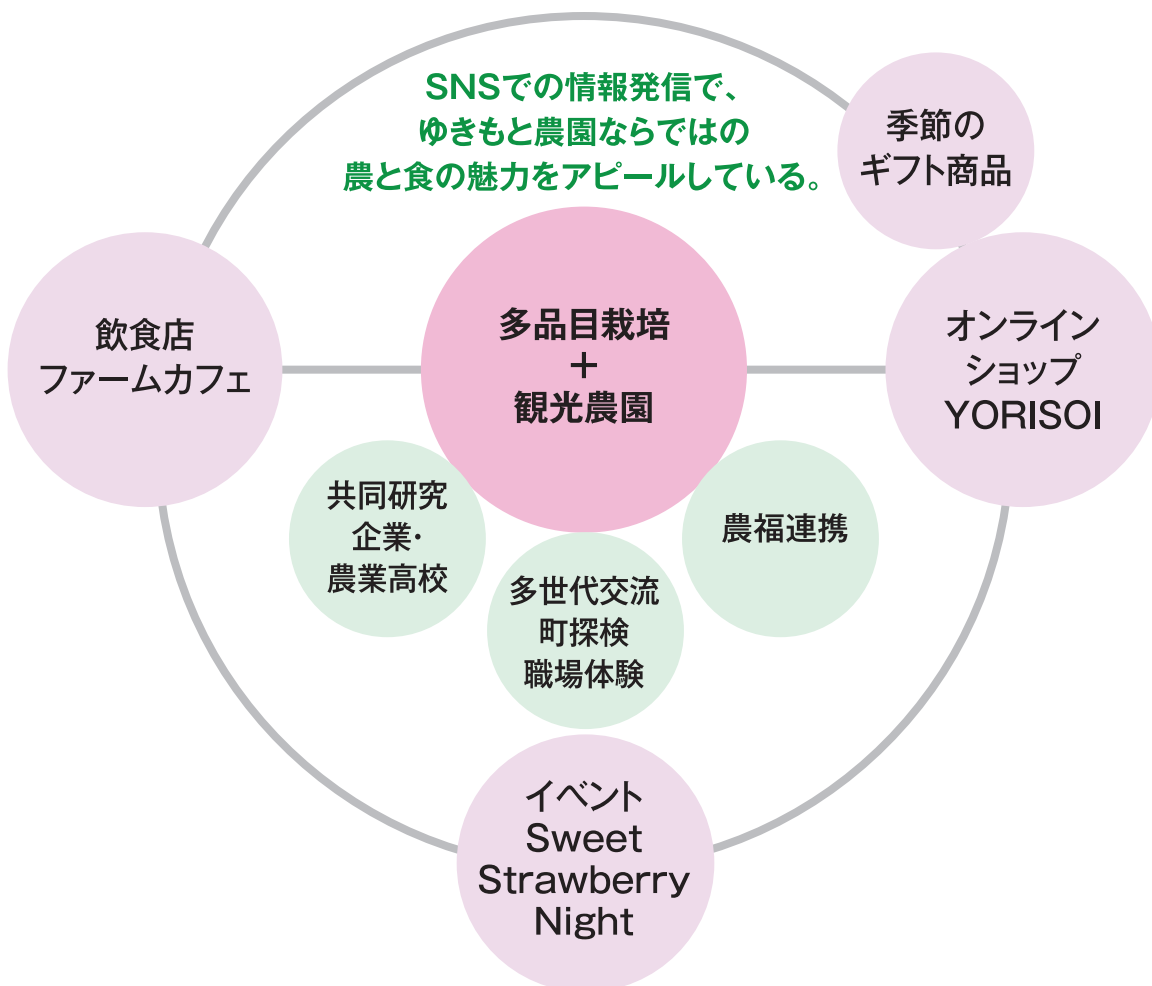 SNSでの情報発信で、
ゆきもと農園ならではの
農と食の魅力をアピールしている。
季節の
ギフト商品
飲食店
ファームカフェ
多品目栽培
+
観光農園
オンライン
ショップ
YORISOI
共同研究
企業・
農業高校
多世代交流
町探検
職場体験
農福連携
イベント
Sweet
Strawberry
Night